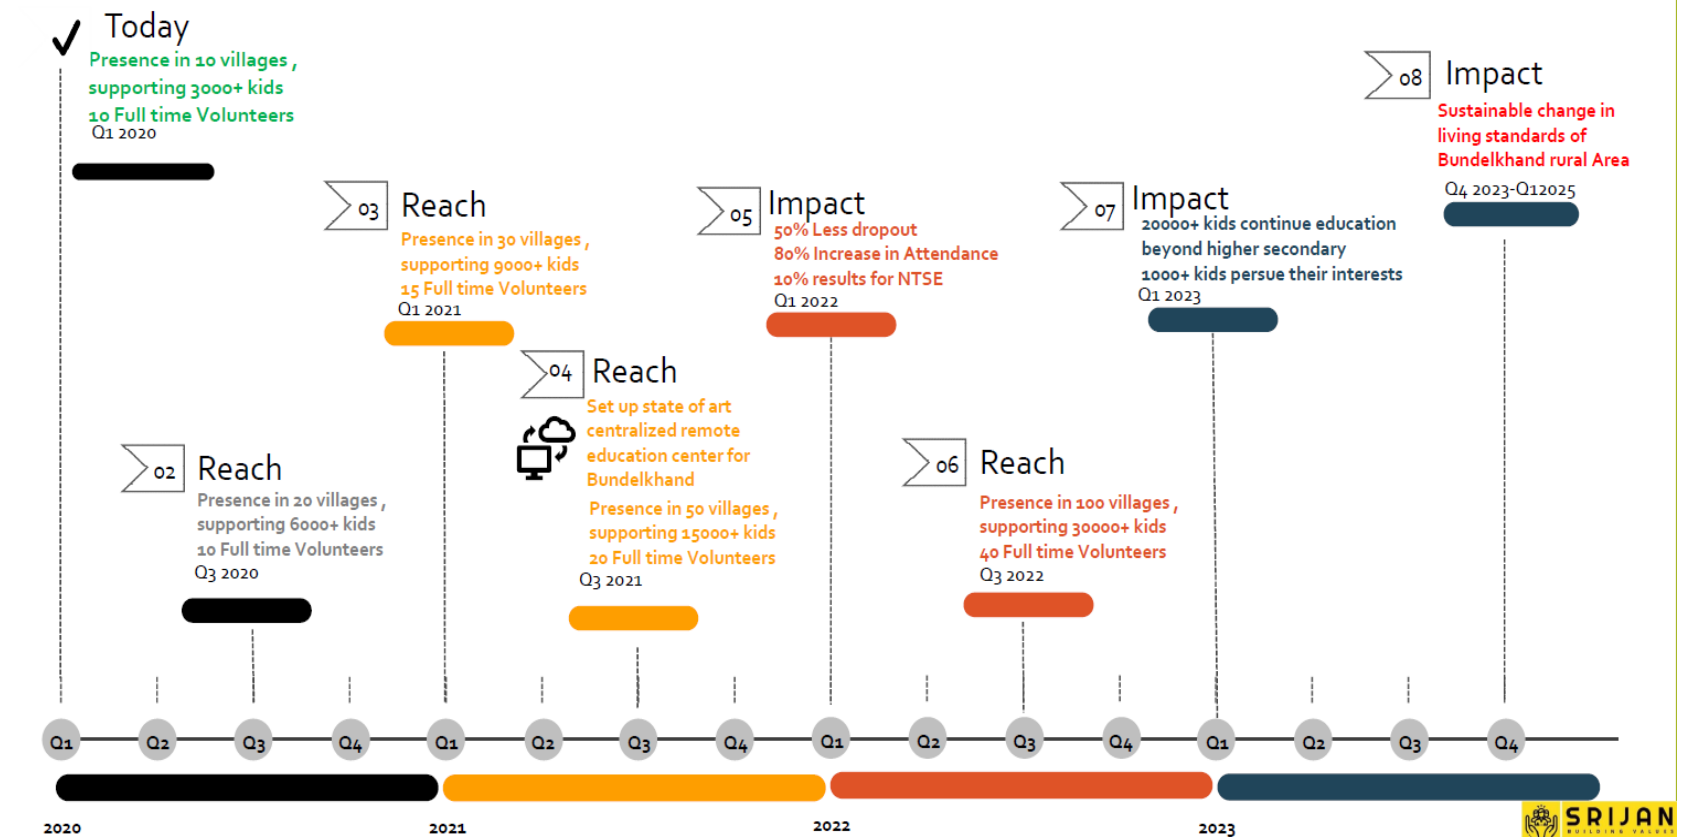 Today
Presence in 10 villages ,
supporting 3000+ kids
10 Full time Volunteers
Q1 2020
02
Reach
Presence in 20 villages ,
supporting 6000+ kids
10 Full time Volunteers
Q3 2020
03
Reach
Presence in 30 villages ,
supporting 9000+ kids
15 Full time Volunteers
Q1 2021
04
Reach
Set up state of art
centralized remote
education center for
Bundelkhand
Presence in 50 villages ,
supporting 15000+ kids
20 Full time Volunteers
Q3 2021
05
Impact
50% Less dropout
80% Increase in Attendance
10% results for NTSE
Q1 2022
06
Reach
Presence in 100 villages ,
supporting 30000+ kids
40 Full time Volunteers
Q3 2022
07
Impact
20000+ kids continue education
beyond higher secondary
1000+ kids persue their interests
Q1 2023
08
Impact
Sustainable change in
living standards of
Bundelkhand rural Area
Q4 2023-Q12025
Q1 Q2 Q3 Q4 Q1 Q2 Q3 Q4 Q1 Q2 Q3 Q4 Q1 Q2 Q3 Q4
2020 2021 2022 2023
SRIJAN
BUILDING VALUES